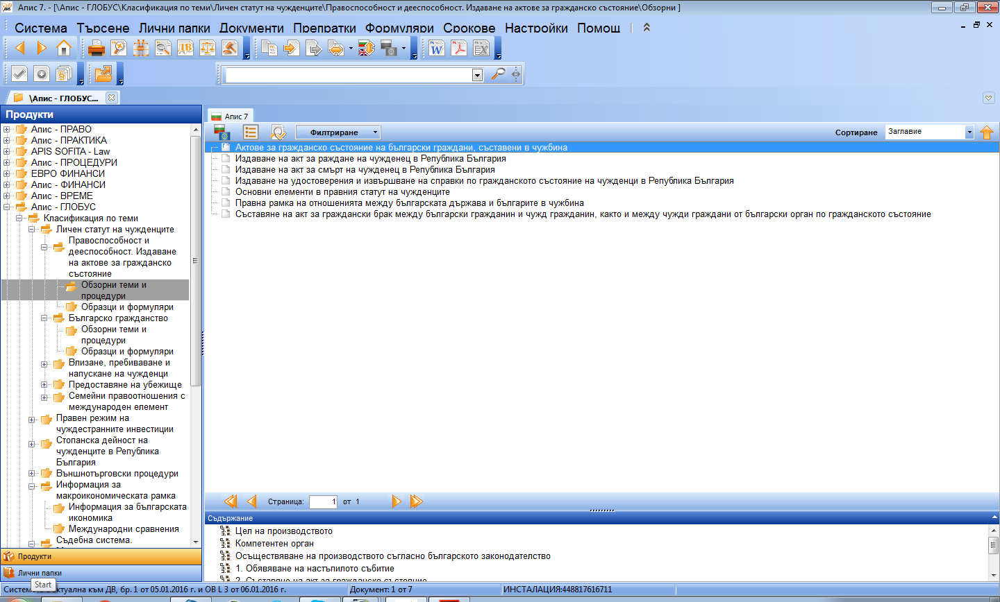 Апис 7. - [\Апис - ГЛОБУС\Класификация по теми\Личен статут на чужденците\Правоспособност и дееспособност. Издаване на актове за гражданско състояние\Обзорни ]
Система Търсене Лични папки Документи Препратки Формуляри Срокове Настройки Помощ
\Апис - ГЛОБУС...
Продукти
Апис - ПРАВО
Апис - ПРАКТИКА
APIS SOFITA - Law
Апис - ПРОЦЕДУРИ
ЕВРО ФИНАНСИ
Апис - ФИНАНСИ
Апис - ВРЕМЕ
Апис - ГЛОБУС
Класификация по теми
Личен статут на чужденците
Правоспособност и
дееспособност. Издаване
на актове за гражданско
състояние
Обзорни теми и
процедури
Образци и формуляри
Българско гражданство
Обзорни теми и
процедури
Образци и формуляри
Влизане, пребиваване и
напускане на чужденци
Предоставяне на убежище
Семейни правоотношения с
международен елемент
Правен режим на
чуждестранните инвестиции
Стопанска дейност на
чужденците в Република
България
Външнотърговски процедури
Информация за
макроикономическата рамка
Информация за българската
икономика
Международни сравнения
Съдебна система.
Продукти
Лични папки
Start
Апис 7
Филтриране
Сортиране Заглавие
Актове за гражданско състояние на български граждани, съставени в чужбина
Издаване на акт за раждане на чужденец в Република България
Издаване на акт за смърт на чужденец в Република България
Издаване на удостоверения и извършване на справки по гражданското състояние на чужденци в Република България
Основни елементи в правния статут на чужденците
Правна рамка на отношенията между българската държава и българите в чужбина
Съставяне на акт за граждански брак между български гражданин и чужд гражданин, както и между чужди граждани от български орган по гражданското състояние
Страница: 1 от 1
Съдържание
Цел на производството
Компетентен орган
Осъществяване на производството съгласно българското законодателство
1. Обявяване на настъпилото събитие
2. Съставяне на акт за гражданско състояние
актуална към ДВ, бр. 1 от 05.01.2016 г. и OB L 3 от 06.01.2016 г. Документ: 1 от 7 ИНСТАЛАЦИЯ:448817616711